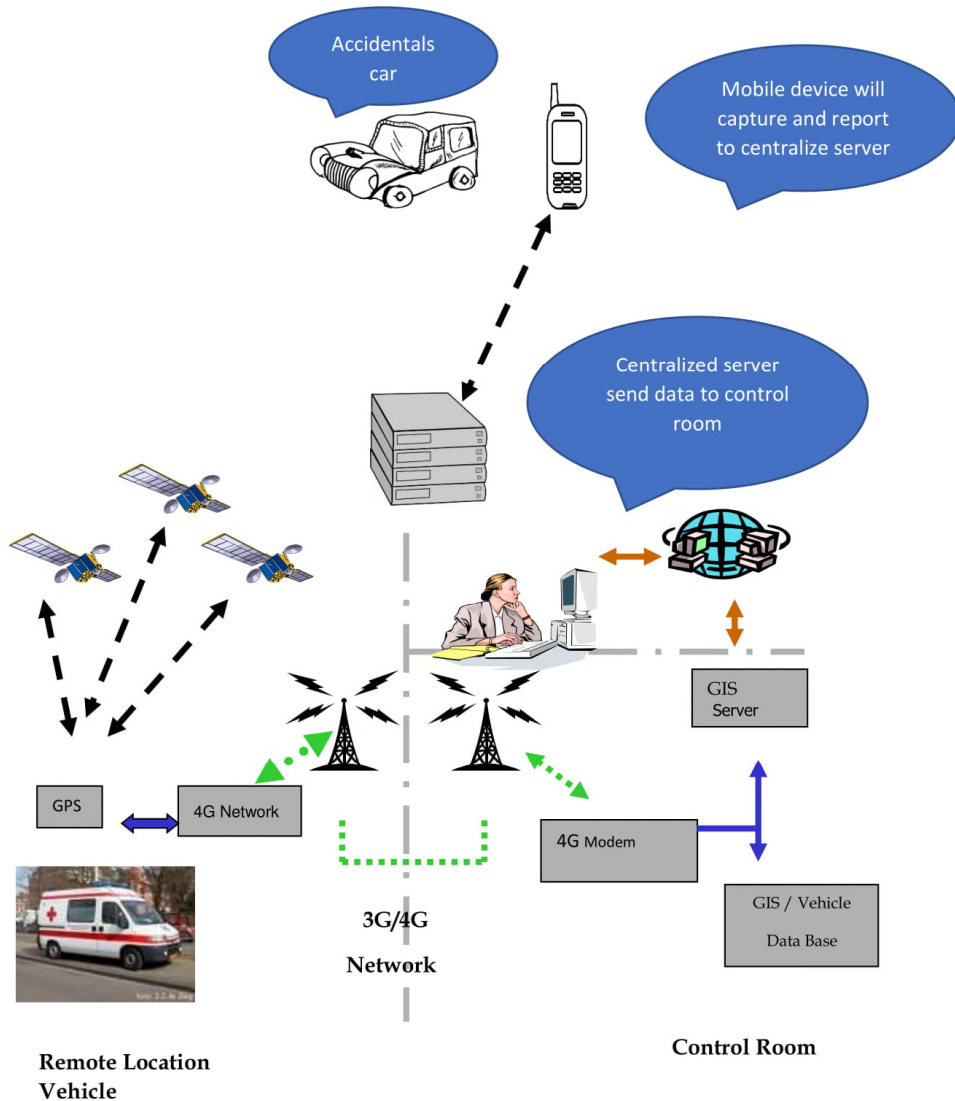 Accidentals
car
Mobile device will
capture and report
to centralize server
Centralized server
send data to control
room
GIS
Server
GPS
4G Network
4G Modem
GIS / Vehicle
Data Base
3G/4G
Network
Remote Location
Vehicle
Control Room